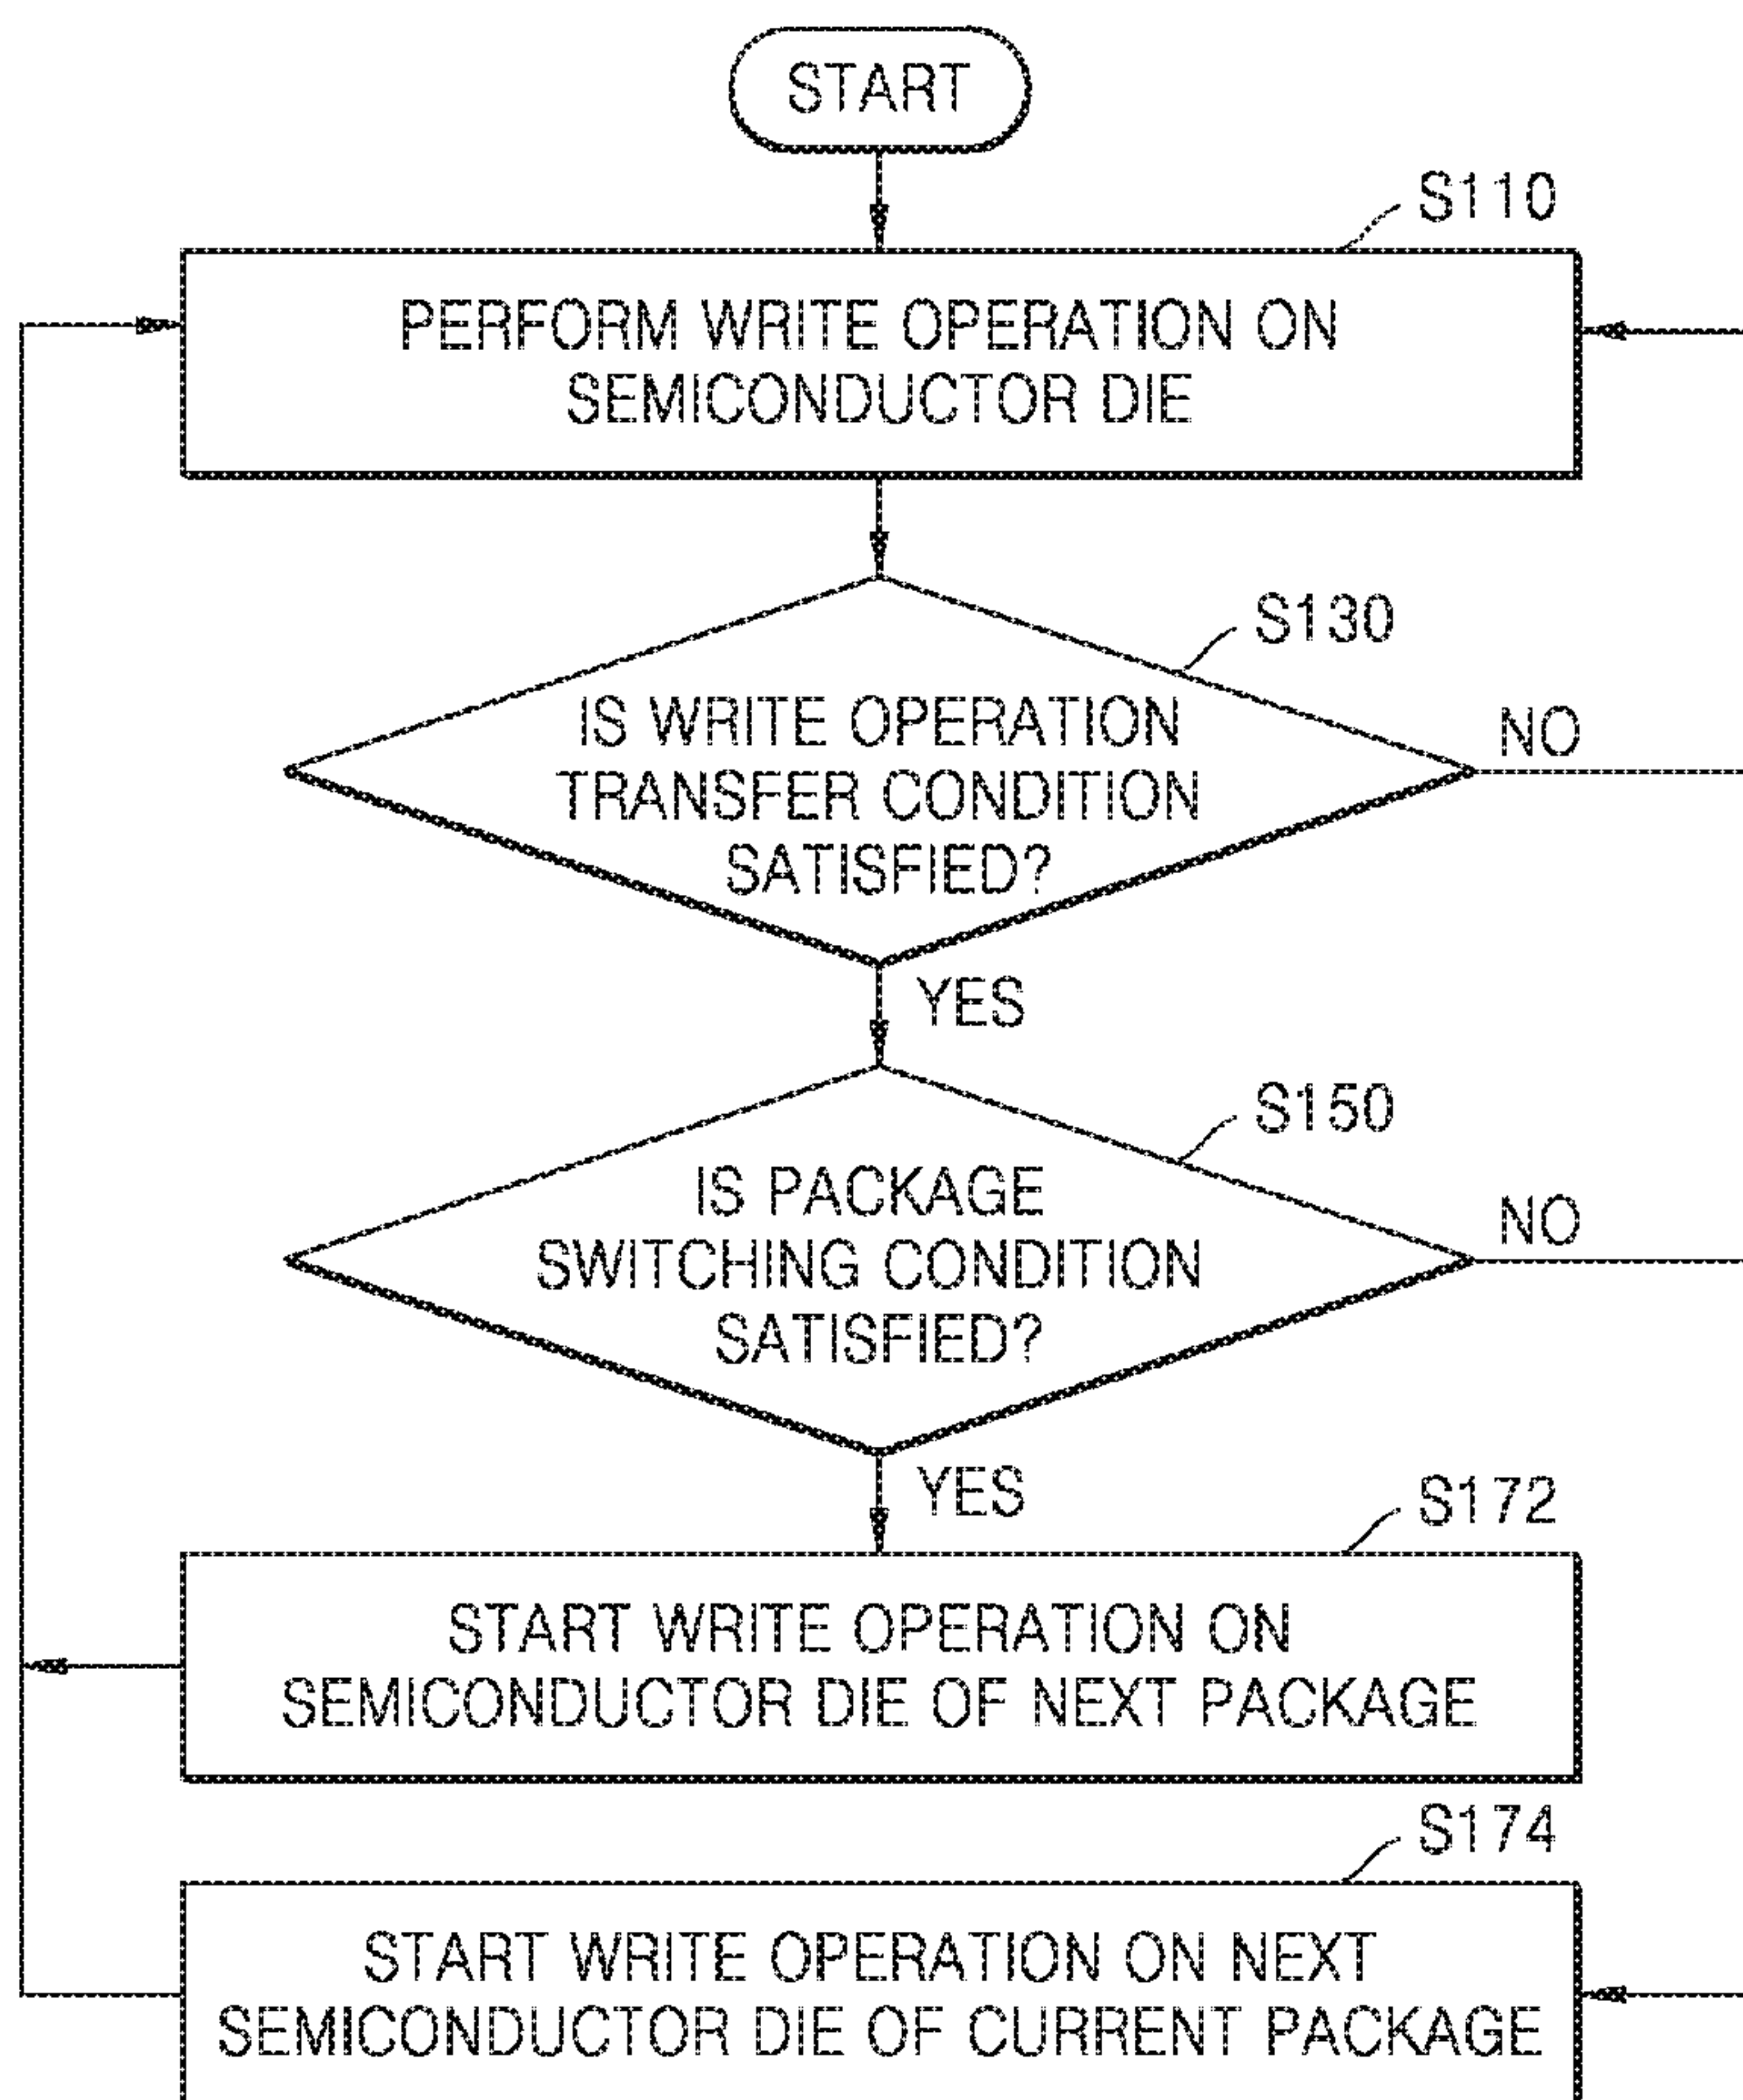 START
S110
PERFORM WRITE OPERATION ON
SEMICONDUCTOR DIE
S130
IS WRITE OPERATION
TRANSFER CONDITION
SATISFIED?
NO
YES
S150
IS PACKAGE
SWITCHING CONDITION
SATISFIED?
NO
YES
S172
START WRITE OPERATION ON
SEMICONDUCTOR DIE OF NEXT PACKAGE
S174
START WRITE OPERATION ON NEXT
SEMICONDUCTOR DIE OF CURRENT PACKAGE